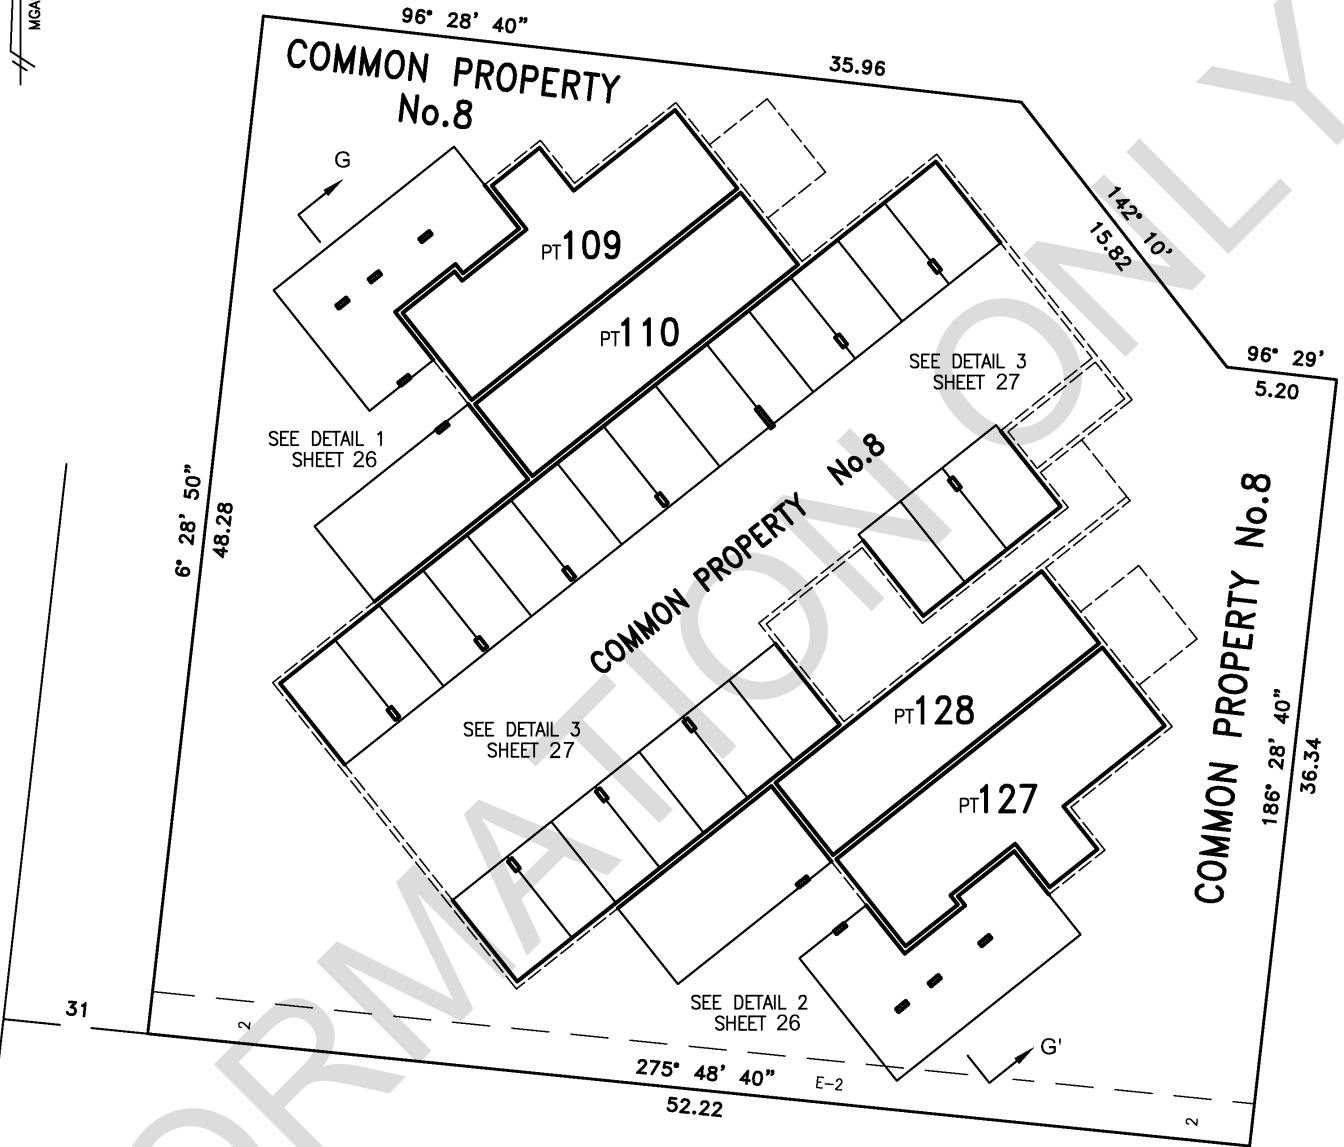 MGA
96° 28' 40"
35.96
COMMON PROPERTY
No.8
G
142° 10'
15.82
PT109
PT110
96° 29'
5.20
SEE DETAIL 3
SHEET 27
SEE DETAIL 1
SHEET 26
6° 28' 50"
48.28
COMMON PROPERTY No.8
COMMON PROPERTY No.8
SEE DETAIL 3
SHEET 27
PT128
PT127
186° 28' 40"
36.34
SEE DETAIL 2
SHEET 26
31
2
G'
275° 48' 40"
E-2
52.22
2
ORMATION ONLY